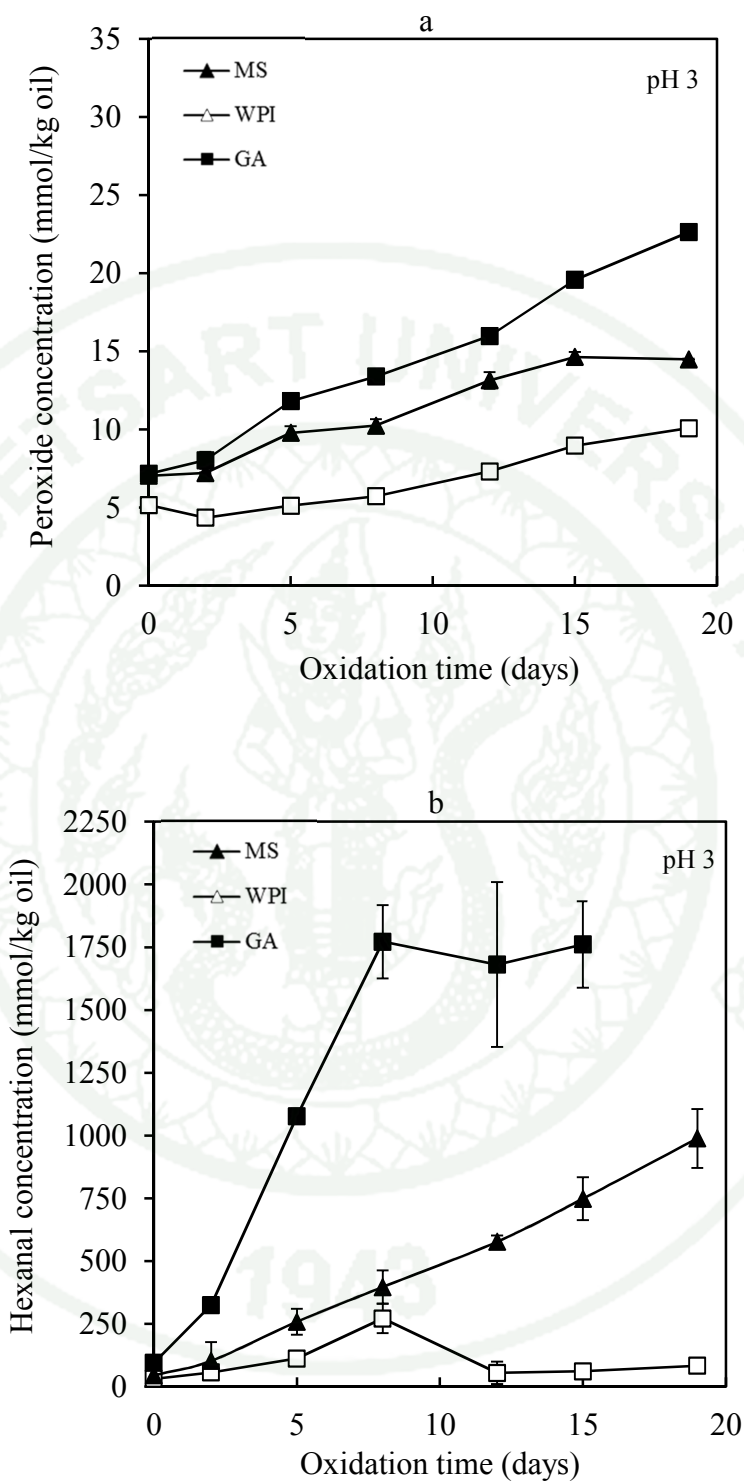 a
35
30
25
20
15
10
5
0
Peroxide concentration (mmol/kg oil)
MS
WPI
GA
pH 3
0 5 10 15 20
Oxidation time (days)
b
2250
2000
1750
1500
1250
1000
750
500
250
0
Hexanal concentration (mmol/kg oil)
MS
WPI
GA
pH 3
0 5 10 15 20
Oxidation time (days)
1943